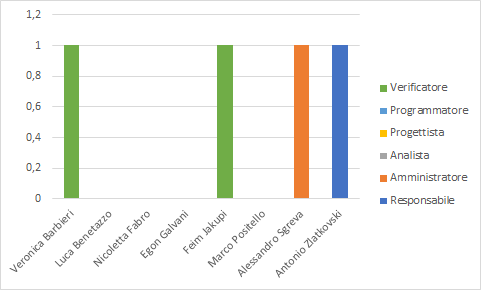 1,2
1
0,8
0,6
0,4
0,2
0
Veronica Barbieri
Luca Benetazzo
Nicoletta Fabro
Egon Galvani
Feim Jakupi
Marco Positello
Alessandro Sgreva
Antonio Zlatkovski
Verificatore
Programmatore
Progettista
Analista
Amministratore
Responsabile